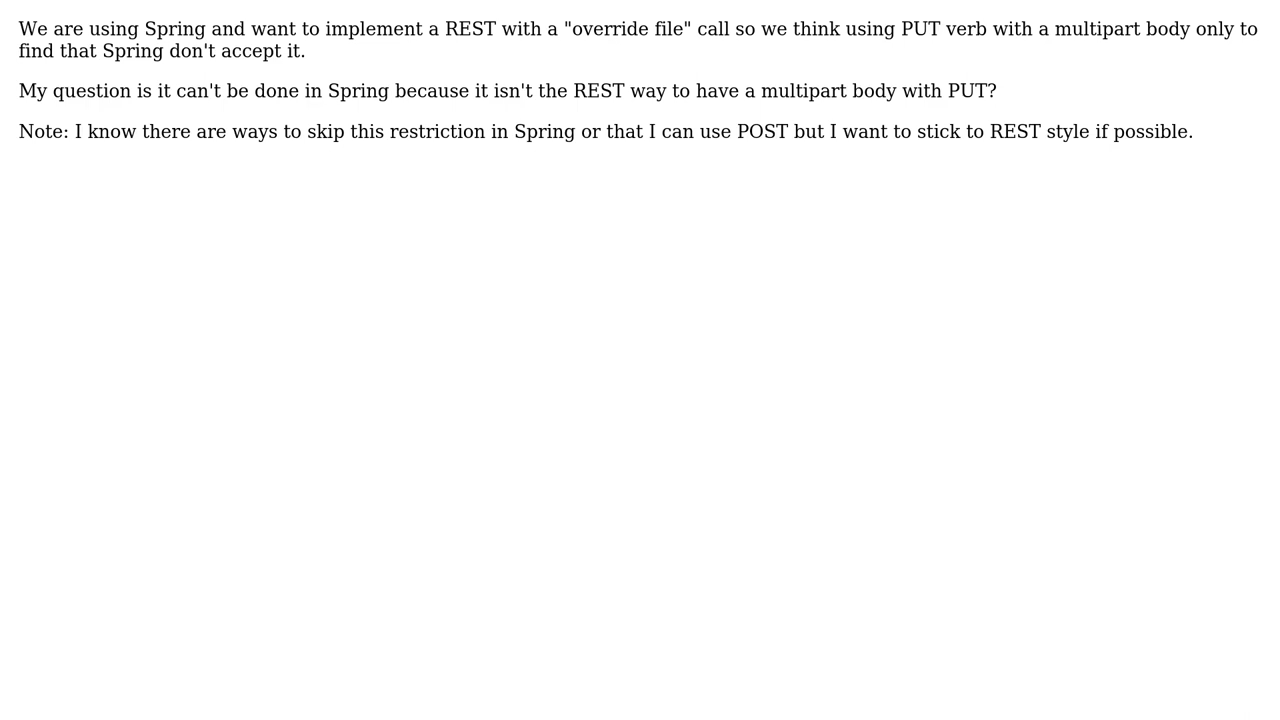 We are using Spring and want to implement a REST with a "override file" call so we think using PUT verb with a multipart body only to
find that Spring don't accept it.
My question is it can't be done in Spring because it isn't the REST way to have a multipart body with PUT?
Note: I know there are ways to skip this restriction in Spring or that I can use POST but I want to stick to REST style if possible.